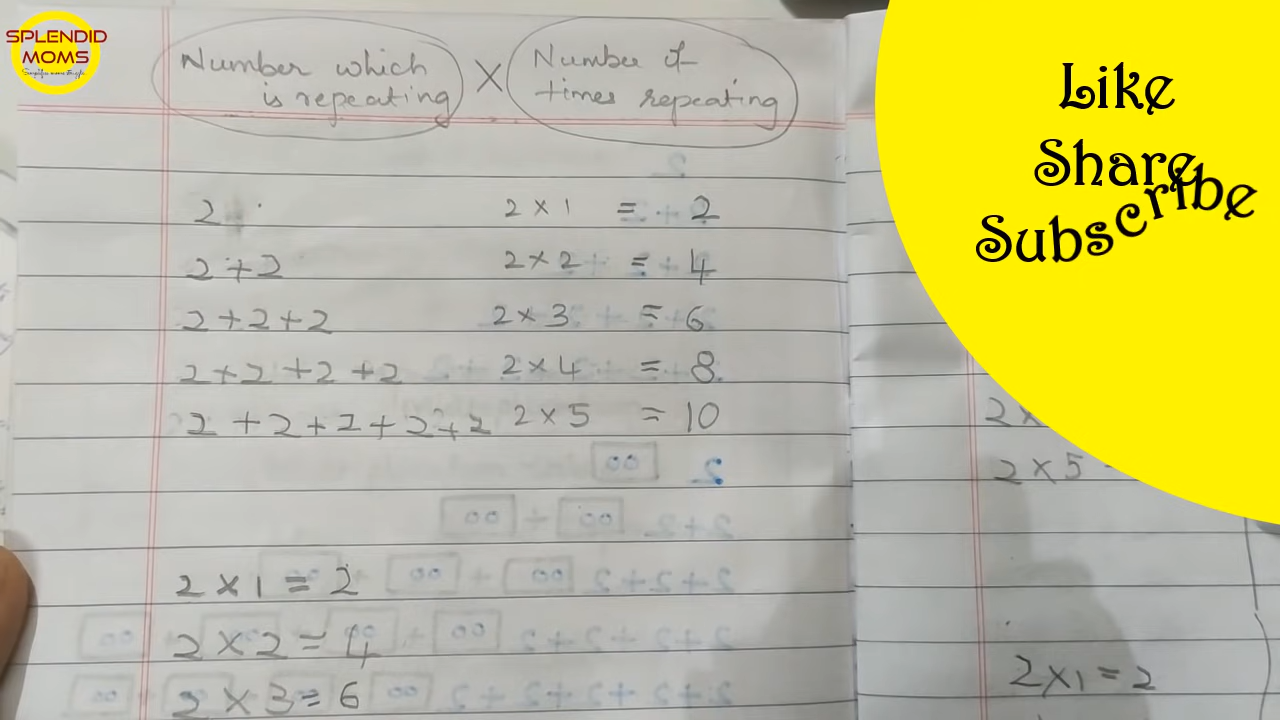 SPLENDID
MOMS
Number which is repeating × Number of times repeating
2 2 × 1 = 2
2 + 2 2 × 2 = 4
2 + 2 + 2 2 × 3 = 6
2 + 2 + 2 + 2 2 × 4 = 8
2 + 2 + 2 + 2 + 2 2 × 5 = 10
2 × 1 = 2
2 × 2 = 4
2 × 3 = 6
Like
Share
Subscribe
2 ×
2 × 5
2 × 1 = 2